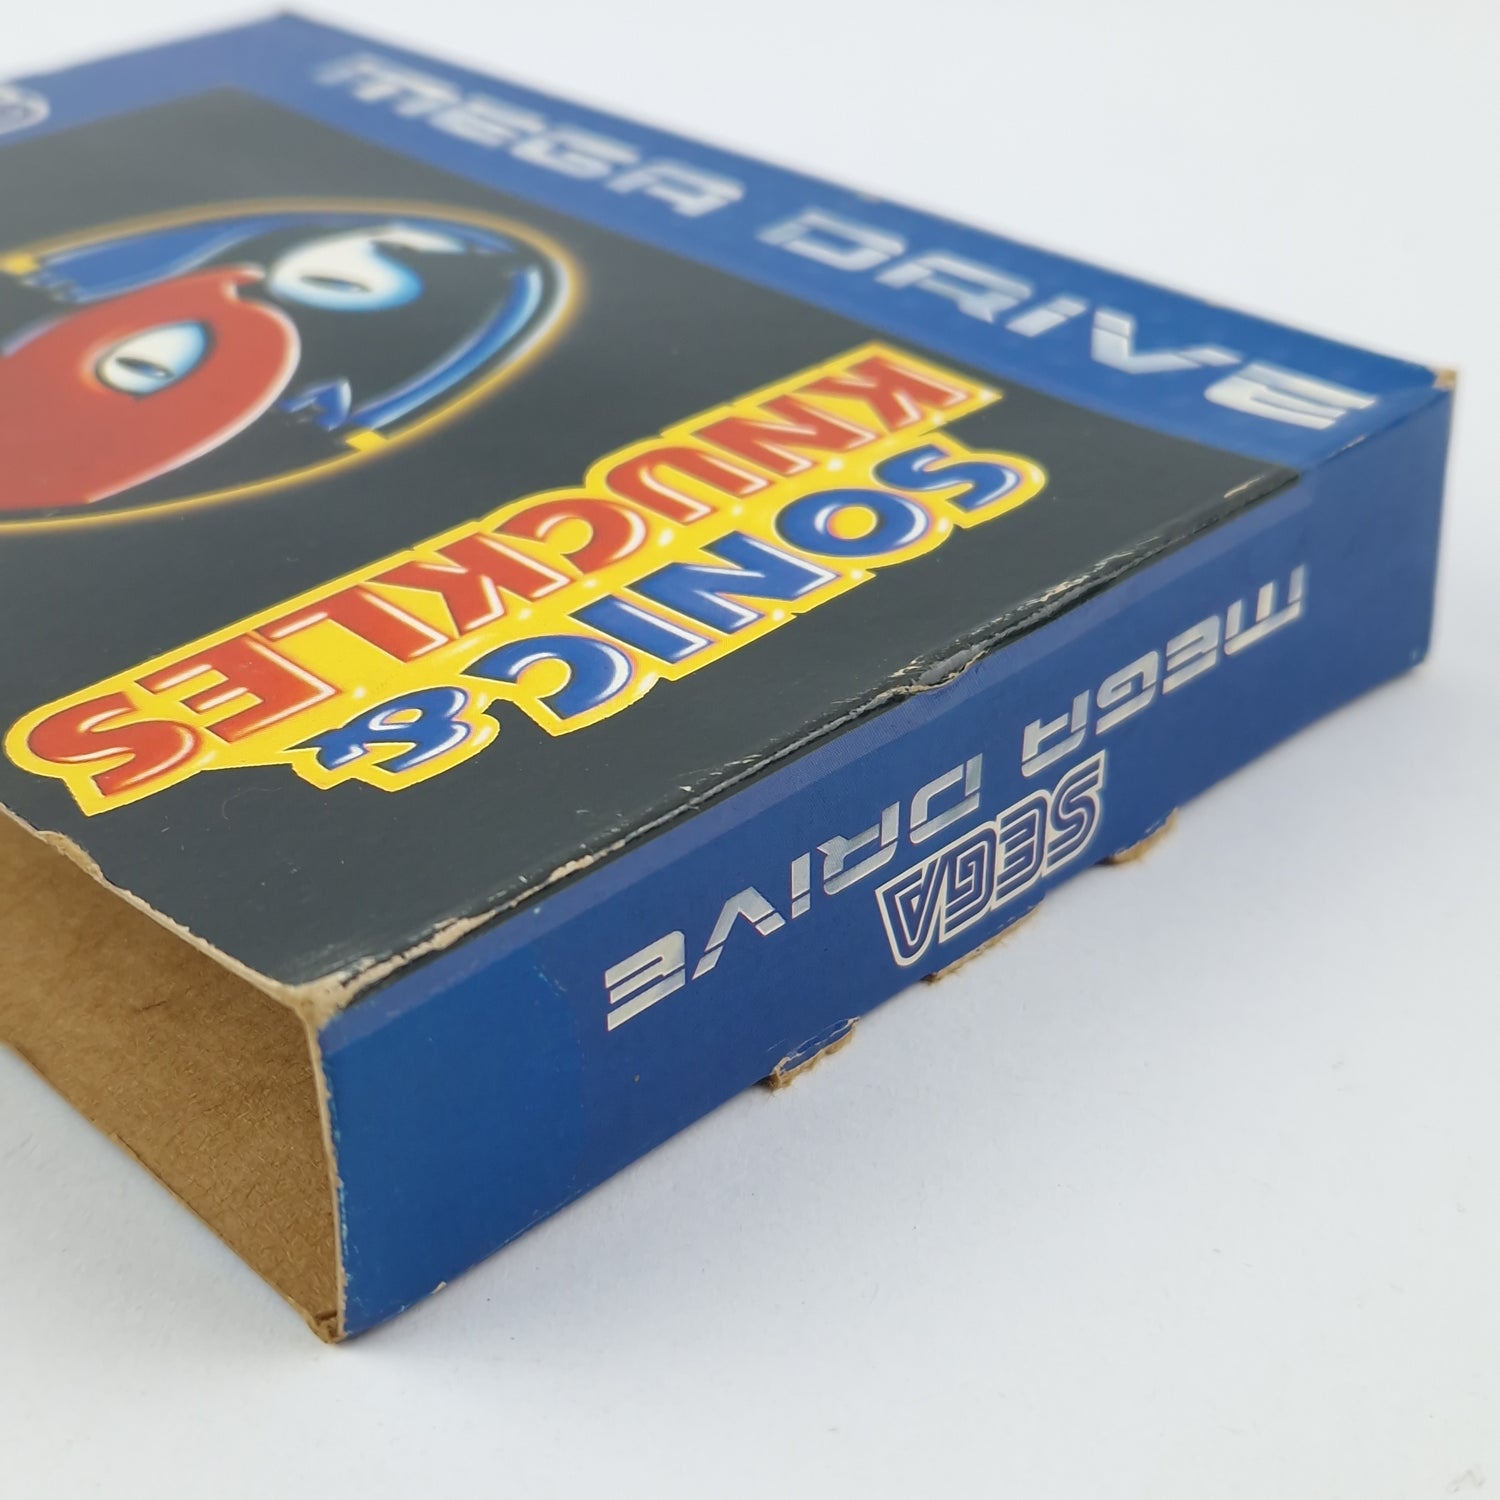 MEGA DRIVE
SONIC &
KNUCKLES
SEGA
MEGA DRIVE